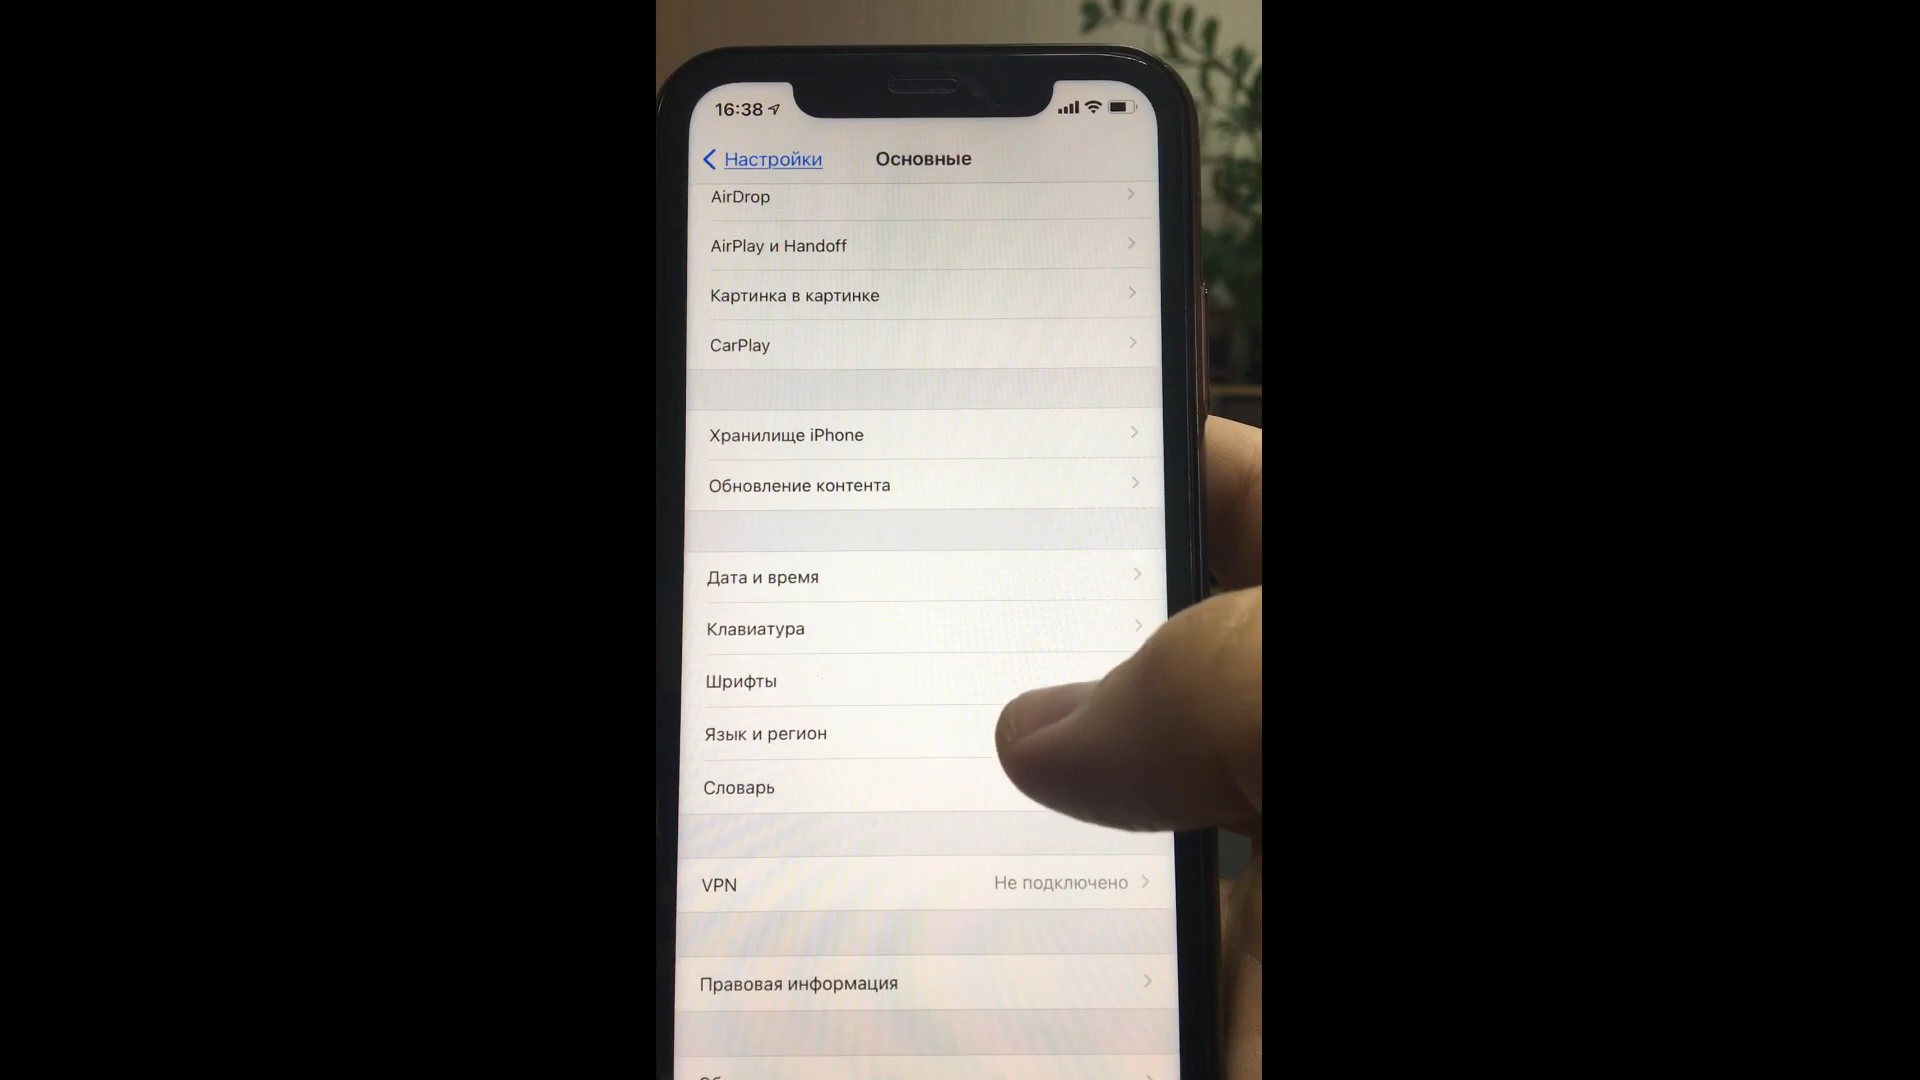 16:38
Настройки
Основные
AirDrop
AirPlay и Handoff
Картинка в картинке
CarPlay
Хранилище iPhone
Обновление контента
Дата и время
Клавиатура
Шрифты
Язык и регион
Словарь
VPN
Не подключено
Правовая информация